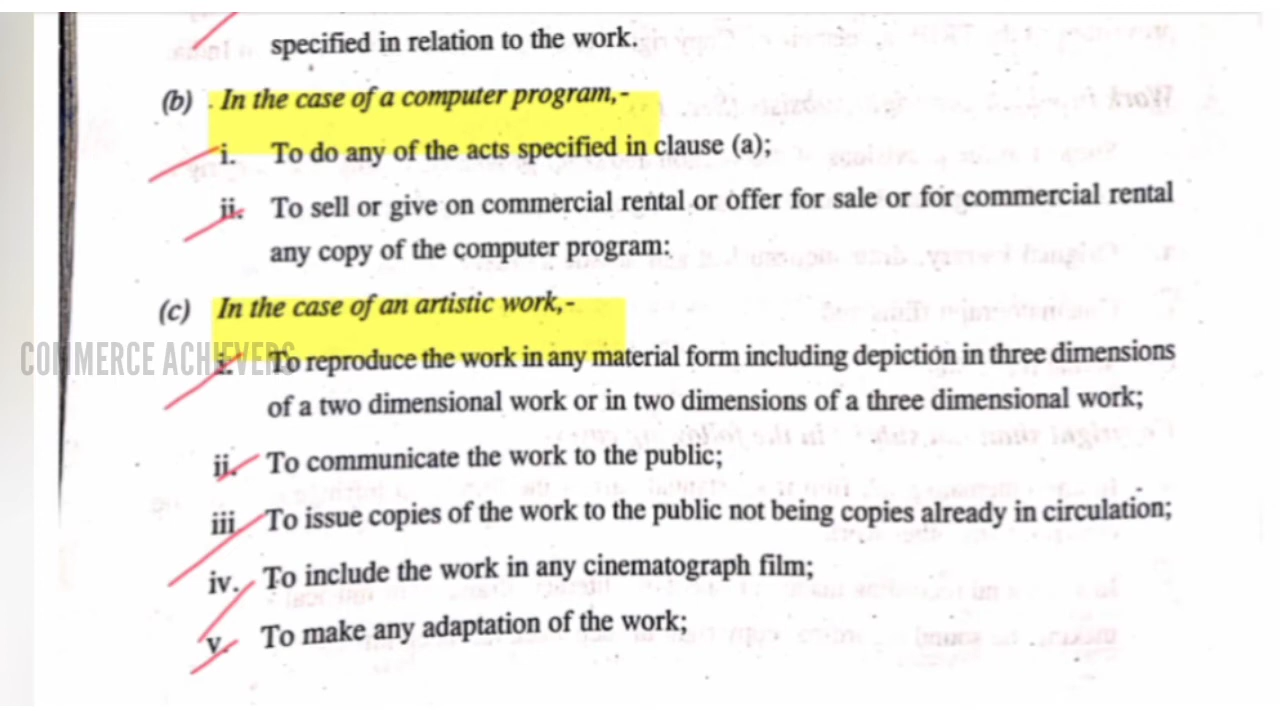 specified in relation to the work.
(b) In the case of a computer program,-
i. To do any of the acts specified in clause (a);
ii. To sell or give on commercial rental or offer for sale or for commercial rental
any copy of the computer program:
(c) In the case of an artistic work,-
i. To reproduce the work in any material form including depiction in three dimensions
of a two dimensional work or in two dimensions of a three dimensional work;
COMMERCE ACHIEVERS
ii. To communicate the work to the public;
iii To issue copies of the work to the public not being copies already in circulation;
iv. To include the work in any cinematograph film;
v. To make any adaptation of the work;